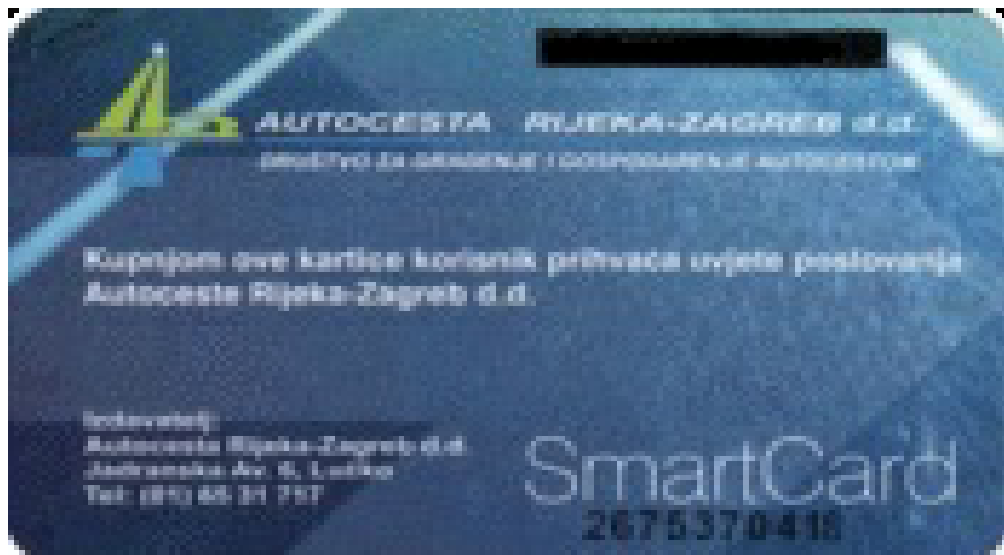 AUTOCESTA RIJEKA-ZAGREB d.d.
DRUŠTVO ZA GRAĐENJE I GOSPODARENJE AUTOCESTOM
Kupnjom ove kartice korisnik prihvaća uvjete poslovanja
Autoceste Rijeka-Zagreb d.d.
Izdavatelj:
Autocesta Rijeka-Zagreb d.d.
Jadranska Av. 6, Lučko
Tel: (01) 65 31 717
SmartCard
2675370418